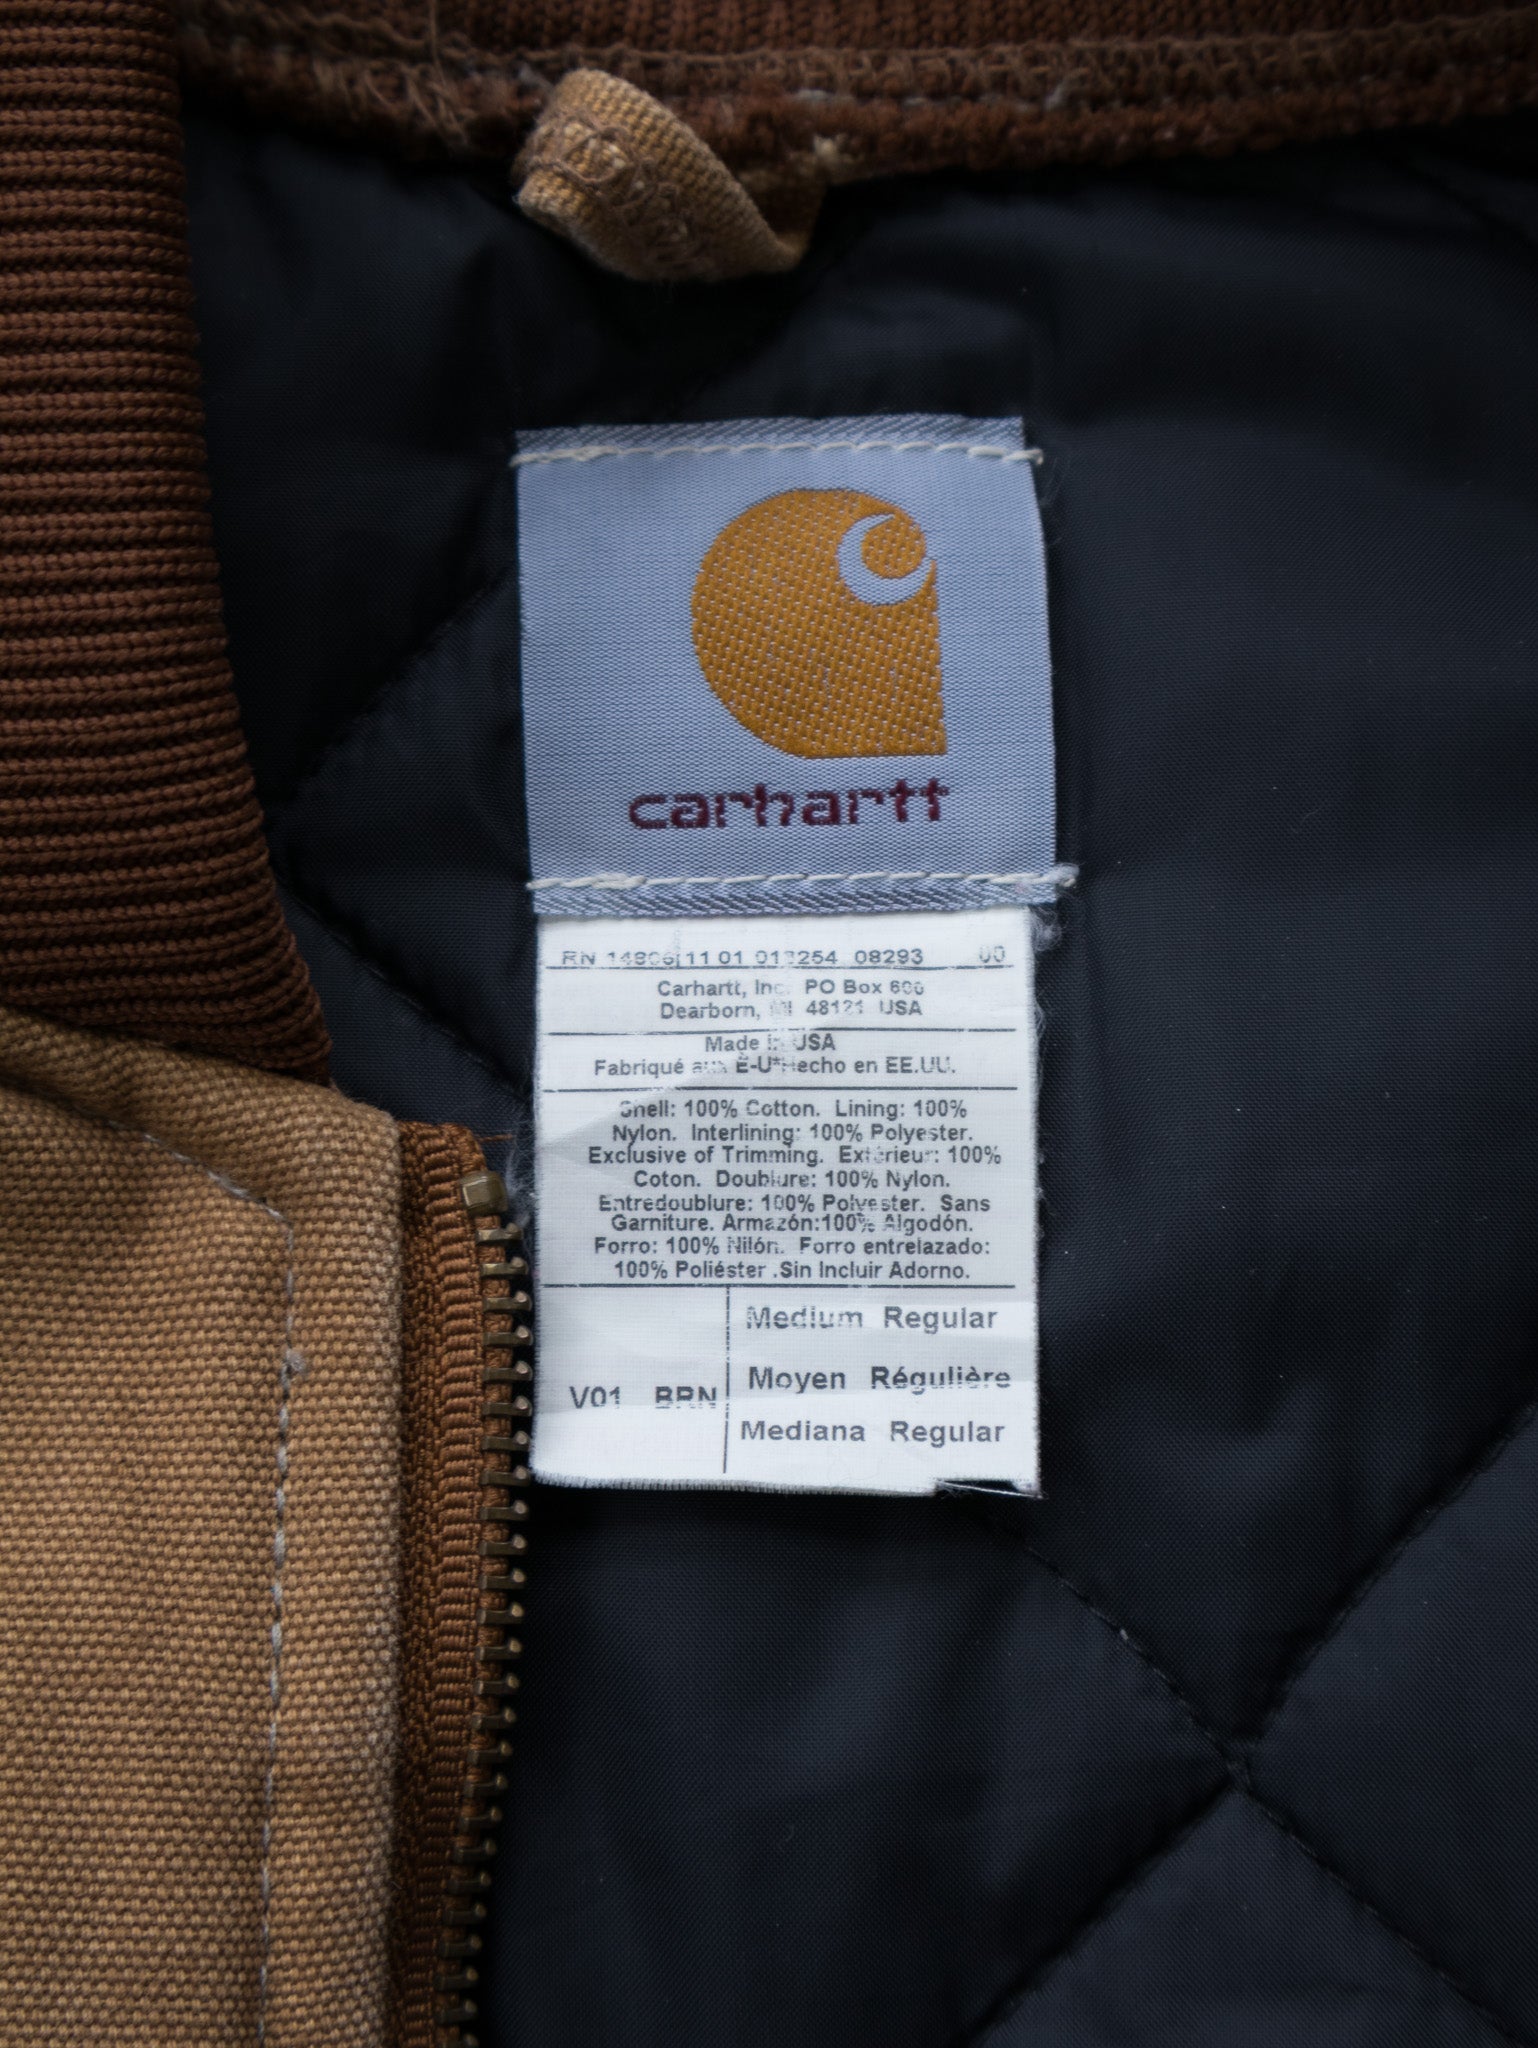 carhartt
RN 14806 11 01 013254 08293 00
Carhartt, Inc. PO Box 600
Dearborn, MI 48121 USA
Made in USA
Fabriqué aux É-U*Hecho en EE.UU.
Shell: 100% Cotton. Lining: 100%
Nylon. Interlining: 100% Polyester.
Exclusive of Trimming. Extérieur: 100%
Coton. Doublure: 100% Nylon.
Entredoublure: 100% Polyester. Sans
Garniture. Armazón:100% Algodón.
Forro: 100% Nilón. Forro entrelazado:
100% Poliéster .Sin Incluir Adorno.
Medium Regular
Moyen Régulière
V01 BRN
Mediana Regular